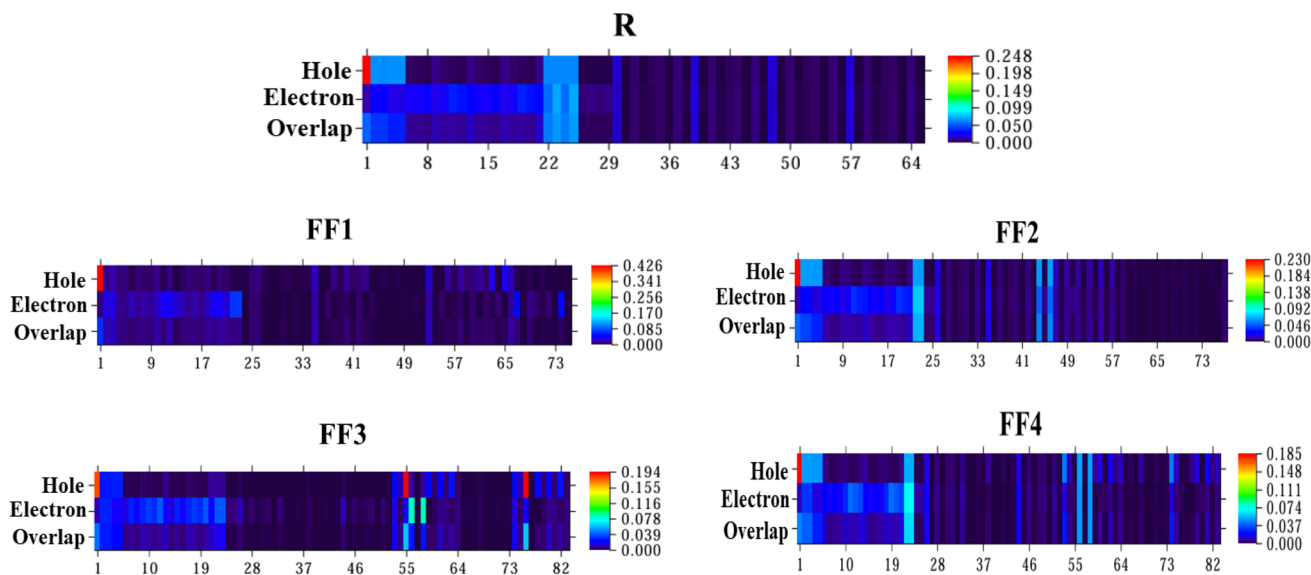 R
Hole
Electron
Overlap
0.248
0.198
0.149
0.099
0.050
0.000
1 8 15 22 29 36 43 50 57 64
FF1
Hole
Electron
Overlap
0.426
0.341
0.256
0.170
0.085
0.000
1 9 17 25 33 41 49 57 65 73
FF2
Hole
Electron
Overlap
0.230
0.184
0.138
0.092
0.046
0.000
1 9 17 25 33 41 49 57 65 73
FF3
Hole
Electron
Overlap
0.194
0.155
0.116
0.078
0.039
0.000
1 10 19 28 37 46 55 64 73 82
FF4
Hole
Electron
Overlap
0.185
0.148
0.111
0.074
0.037
0.000
1 10 19 28 37 46 55 64 73 82